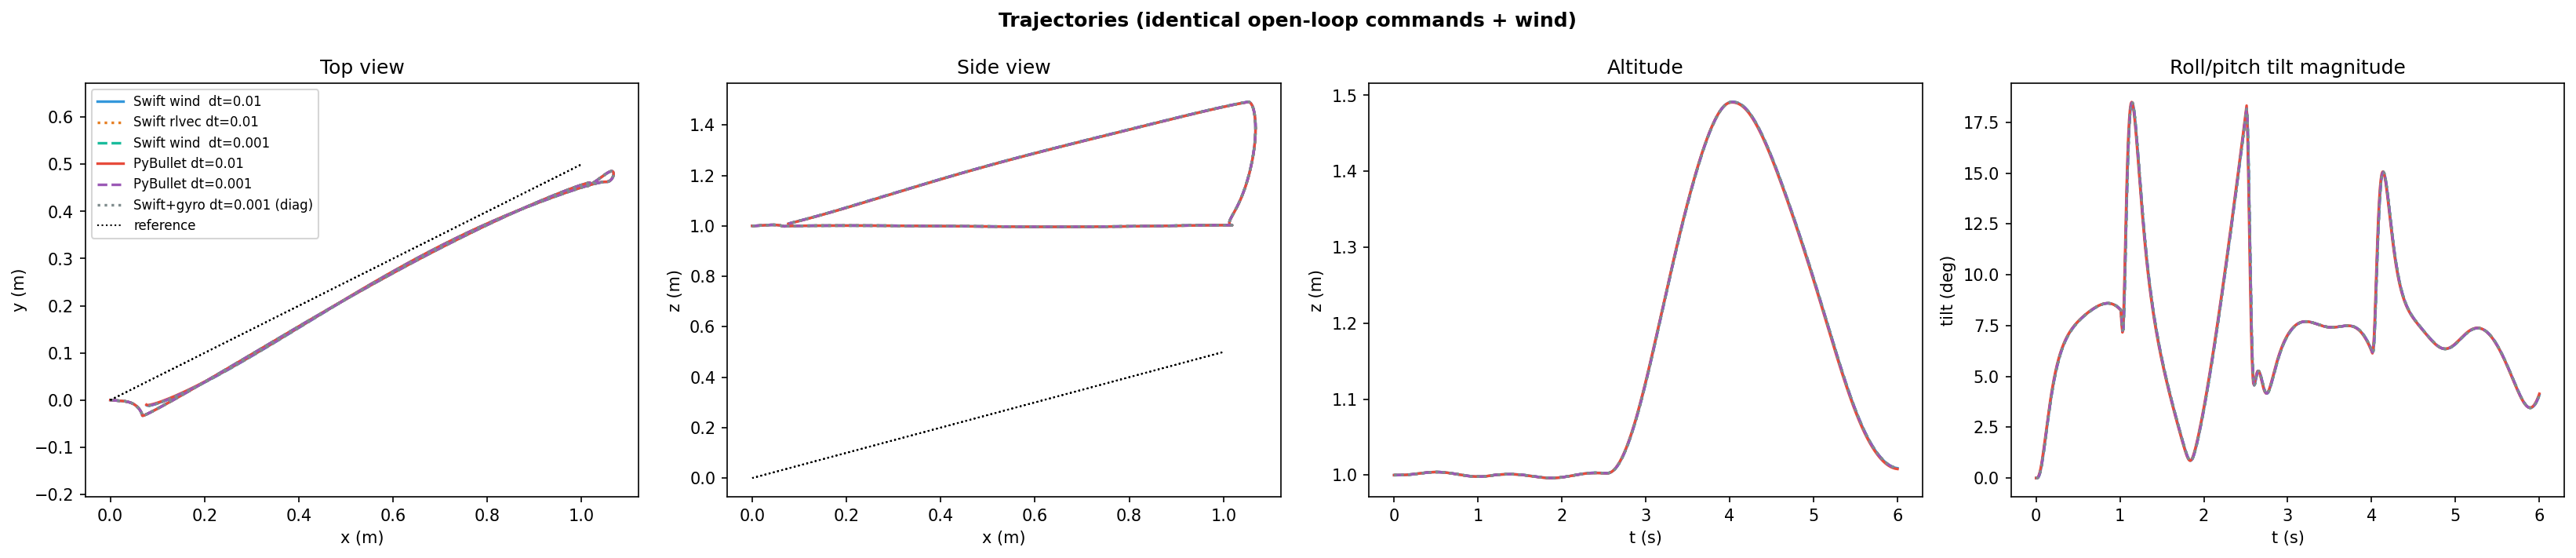 Trajectories (identical open-loop commands + wind)
Top view
Swift wind  dt=0.01
Swift rlvec dt=0.01
Swift wind  dt=0.001
PyBullet dt=0.01
PyBullet dt=0.001
Swift+gyro dt=0.001 (diag)
reference
y (m)
0.6
0.5
0.4
0.3
0.2
0.1
0.0
−0.1
−0.2
0.0 0.2 0.4 0.6 0.8 1.0
x (m)
Side view
z (m)
1.4
1.2
1.0
0.8
0.6
0.4
0.2
0.0
0.0 0.2 0.4 0.6 0.8 1.0
x (m)
Altitude
z (m)
1.5
1.4
1.3
1.2
1.1
1.0
0 1 2 3 4 5 6
t (s)
Roll/pitch tilt magnitude
tilt (deg)
17.5
15.0
12.5
10.0
7.5
5.0
2.5
0.0
0 1 2 3 4 5 6
t (s)